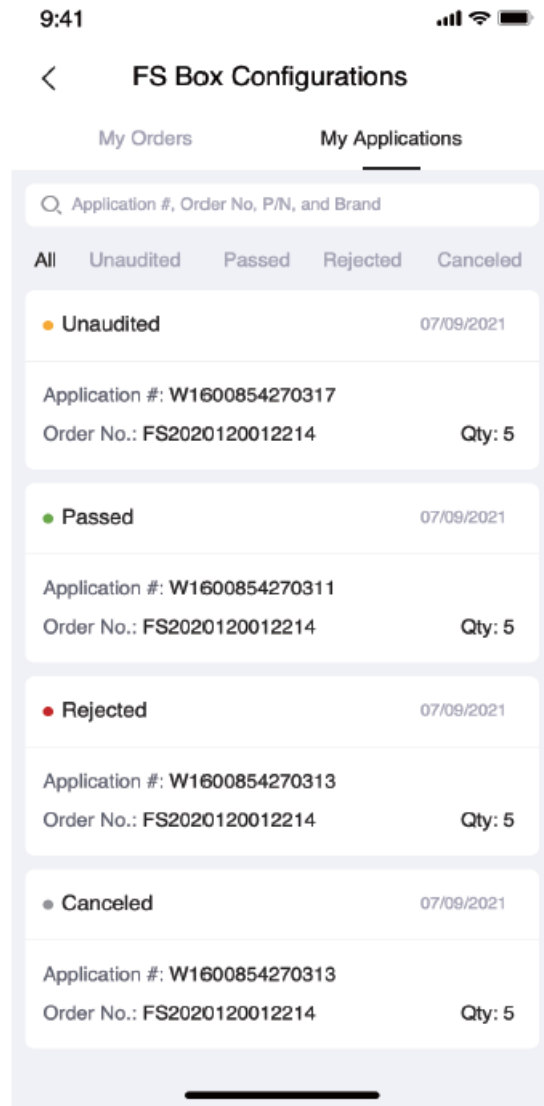 9:41
FS Box Configurations
My Orders My Applications
Application #, Order No, P/N, and Brand
All Unaudited Passed Rejected Canceled
Unaudited 07/09/2021
Application #: W1600854270317
Order No.: FS2020120012214 Qty: 5
Passed 07/09/2021
Application #: W1600854270311
Order No.: FS2020120012214 Qty: 5
Rejected 07/09/2021
Application #: W1600854270313
Order No.: FS2020120012214 Qty: 5
Canceled 07/09/2021
Application #: W1600854270313
Order No.: FS2020120012214 Qty: 5